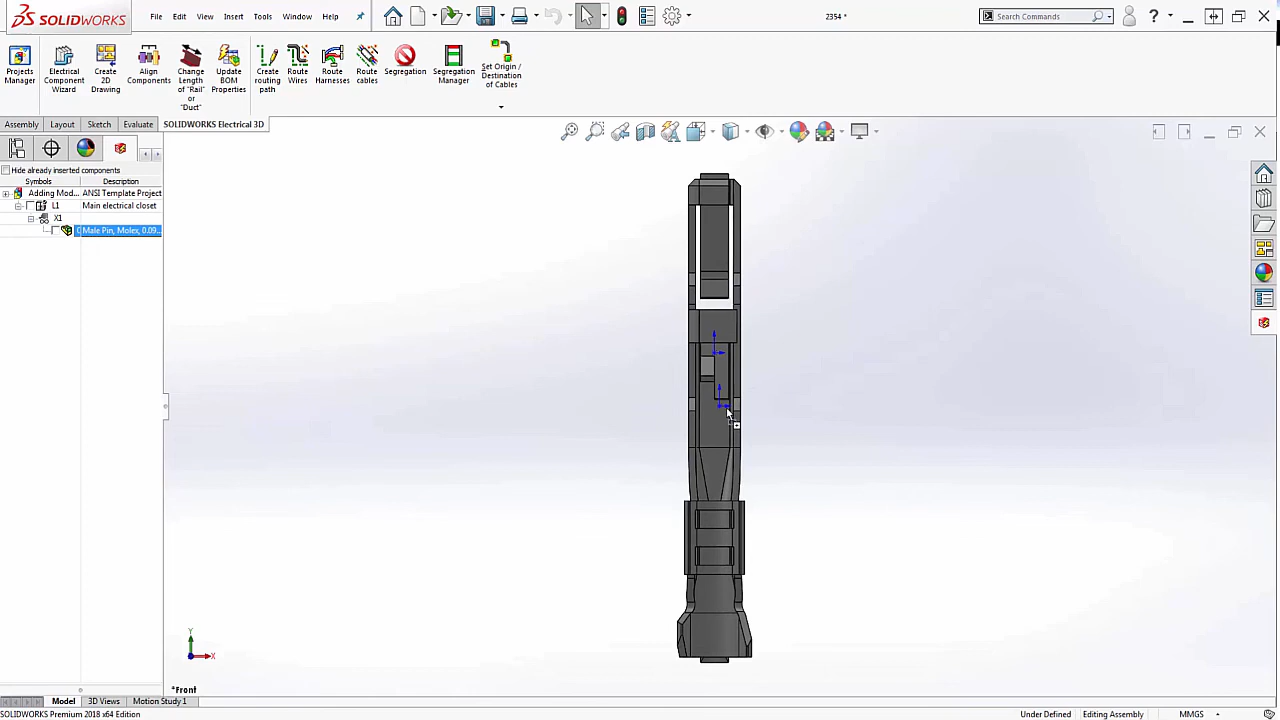 SOLIDWORKS
File
Edit
View
Insert
Tools
Window
Help
2354 *
Search Commands
?
Projects
Manager
Electrical
Component
Wizard
Create
2D
Drawing
Align
Components
Change
Length
of "Rail"
or
"Duct"
Update
BOM
Properties
Create
routing
path
Route
Wires
Route
Harnesses
Route
cables
Segregation
Segregation
Manager
Set Origin /
Destination
of Cables
Assembly
Layout
Sketch
Evaluate
SOLIDWORKS Electrical 3D
Hide already inserted components
Symbols
Description
Adding Mod...
ANSI Template Project
L1
Main electrical closet
X1
Male Pin, Molex, 0.09...
Y
X
*Front
Model
3D Views
Motion Study 1
SOLIDWORKS Premium 2018 x64 Edition
Under Defined
Editing Assembly
MMGS